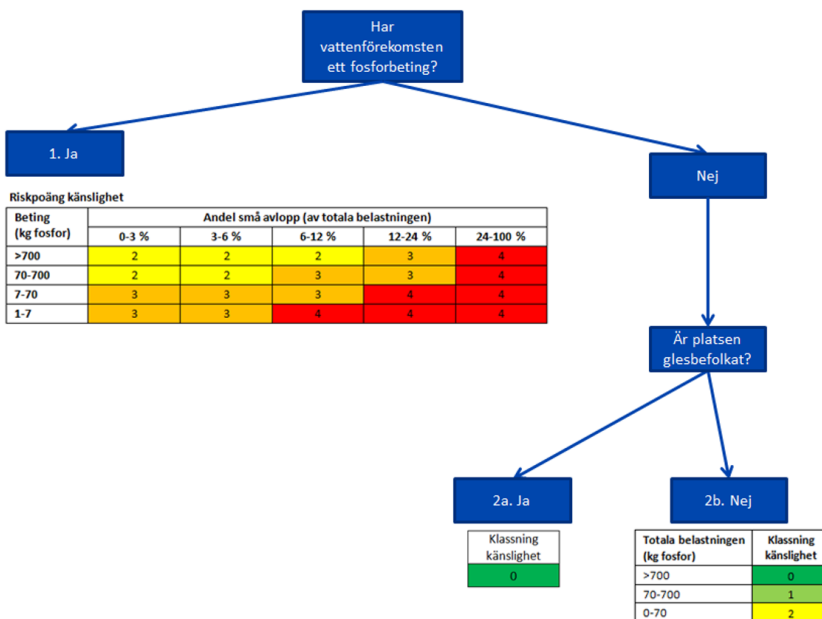 Har
vattenförekomsten
ett fosforbeting?
1. Ja
Nej
Riskpoäng känslighet
Beting
(kg fosfor)
Andel små avlopp (av totala belastningen)
0-3 % 3-6 % 6-12 % 12-24 % 24-100 %
>700 2 2 2 3 4
70-700 2 2 3 3 4
7-70 3 3 3 4 4
1-7 3 3 4 4 4
Är platsen
glesbefolkat?
2a. Ja
2b. Nej
Klassning
känslighet
0
Totala belastningen
(kg fosfor)
Klassning
känslighet
>700 0
70-700 1
0-70 2